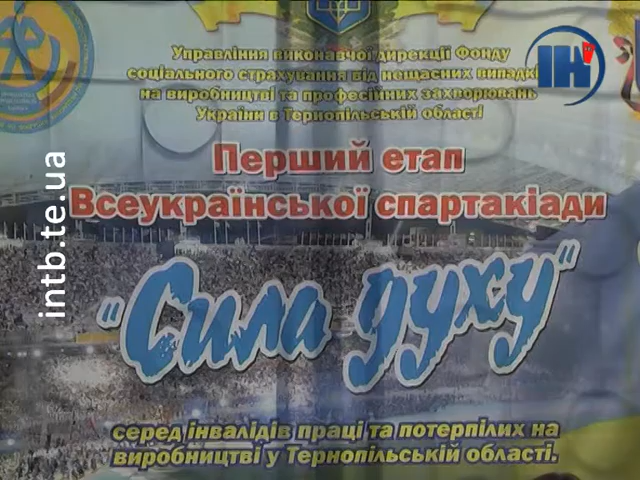 Управління виконавчої дирекції Фонду
соціального страхування від нещасних випадків
на виробництві та професійних захворювань
України в Тернопільській області
Перший етап
Всеукраїнської спартакіади
"Сила духу"
серед інвалідів праці та потерпілих на
виробництві у Тернопільській області.
intb.te.ua
ІНТБ